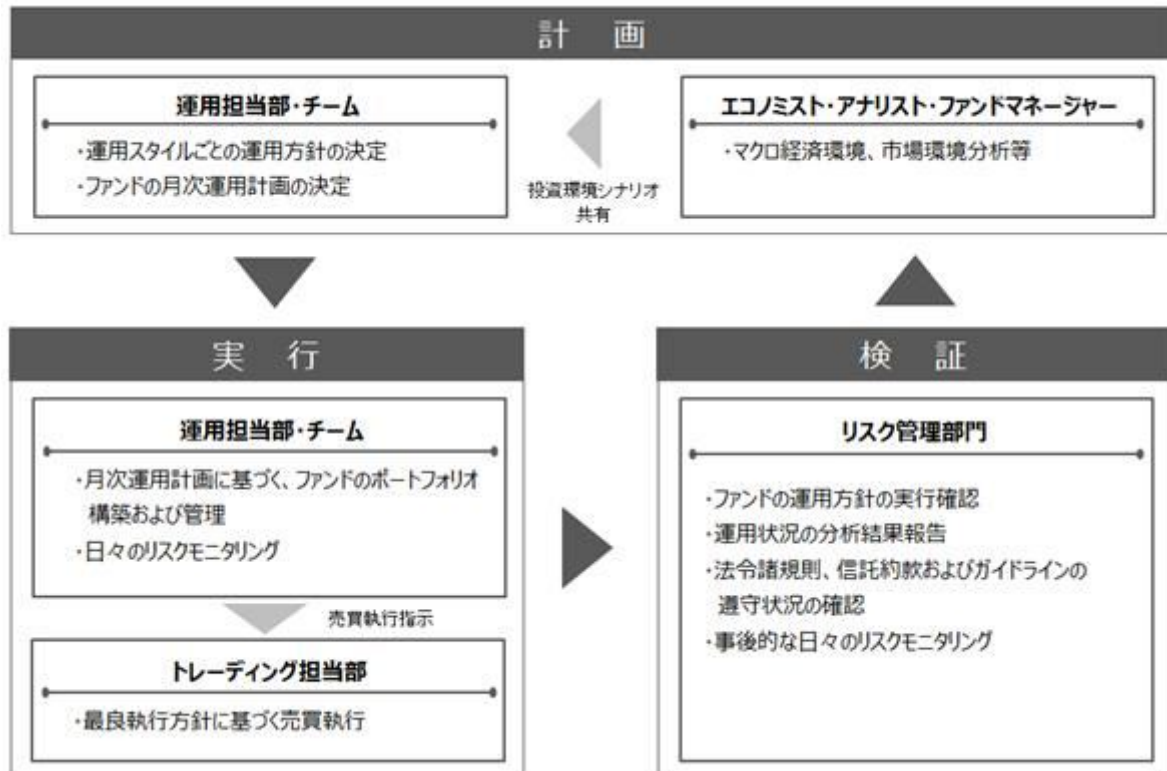 計 画
運用担当部・チーム
・運用スタイルごとの運用方針の決定
・ファンドの月次運用計画の決定
投資環境シナリオ
共有
エコノミスト・アナリスト・ファンドマネージャー
・マクロ経済環境、市場環境分析等
実 行
運用担当部・チーム
・月次運用計画に基づく、ファンドのポートフォリオ
構築および管理
・日々のリスクモニタリング
売買執行指示
トレーディング担当部
・最良執行方針に基づく売買執行
検 証
リスク管理部門
・ファンドの運用方針の実行確認
・運用状況の分析結果報告
・法令諸規則、信託約款およびガイドラインの
遵守状況の確認
・事後的な日々のリスクモニタリング